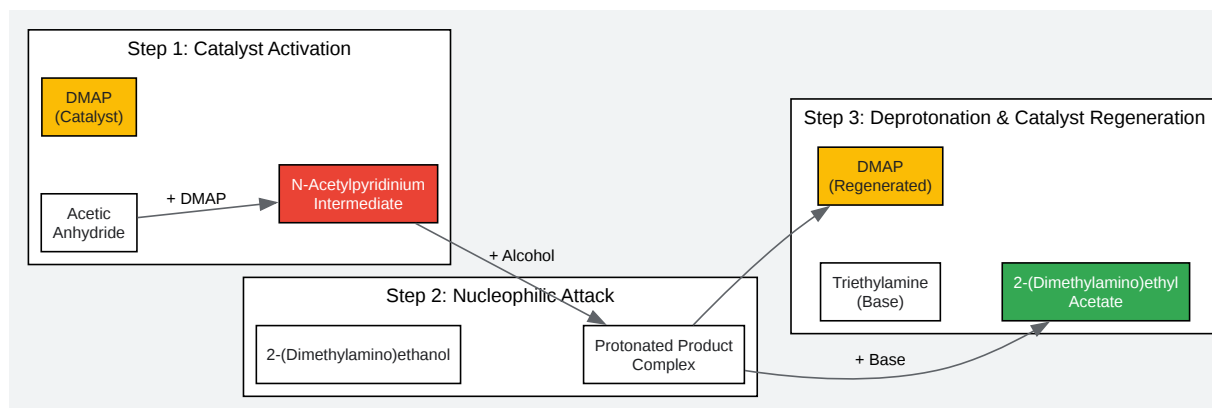 Step 1: Catalyst Activation
DMAP
(Catalyst)
Acetic
Anhydride
+ DMAP
N-Acetylpyridinium
Intermediate
+ Alcohol
Step 2: Nucleophilic Attack
2-(Dimethylamino)ethanol
Protonated Product
Complex
Step 3: Deprotonation & Catalyst Regeneration
DMAP
(Regenerated)
Triethylamine
(Base)
2-(Dimethylamino)ethyl
Acetate
+ Base